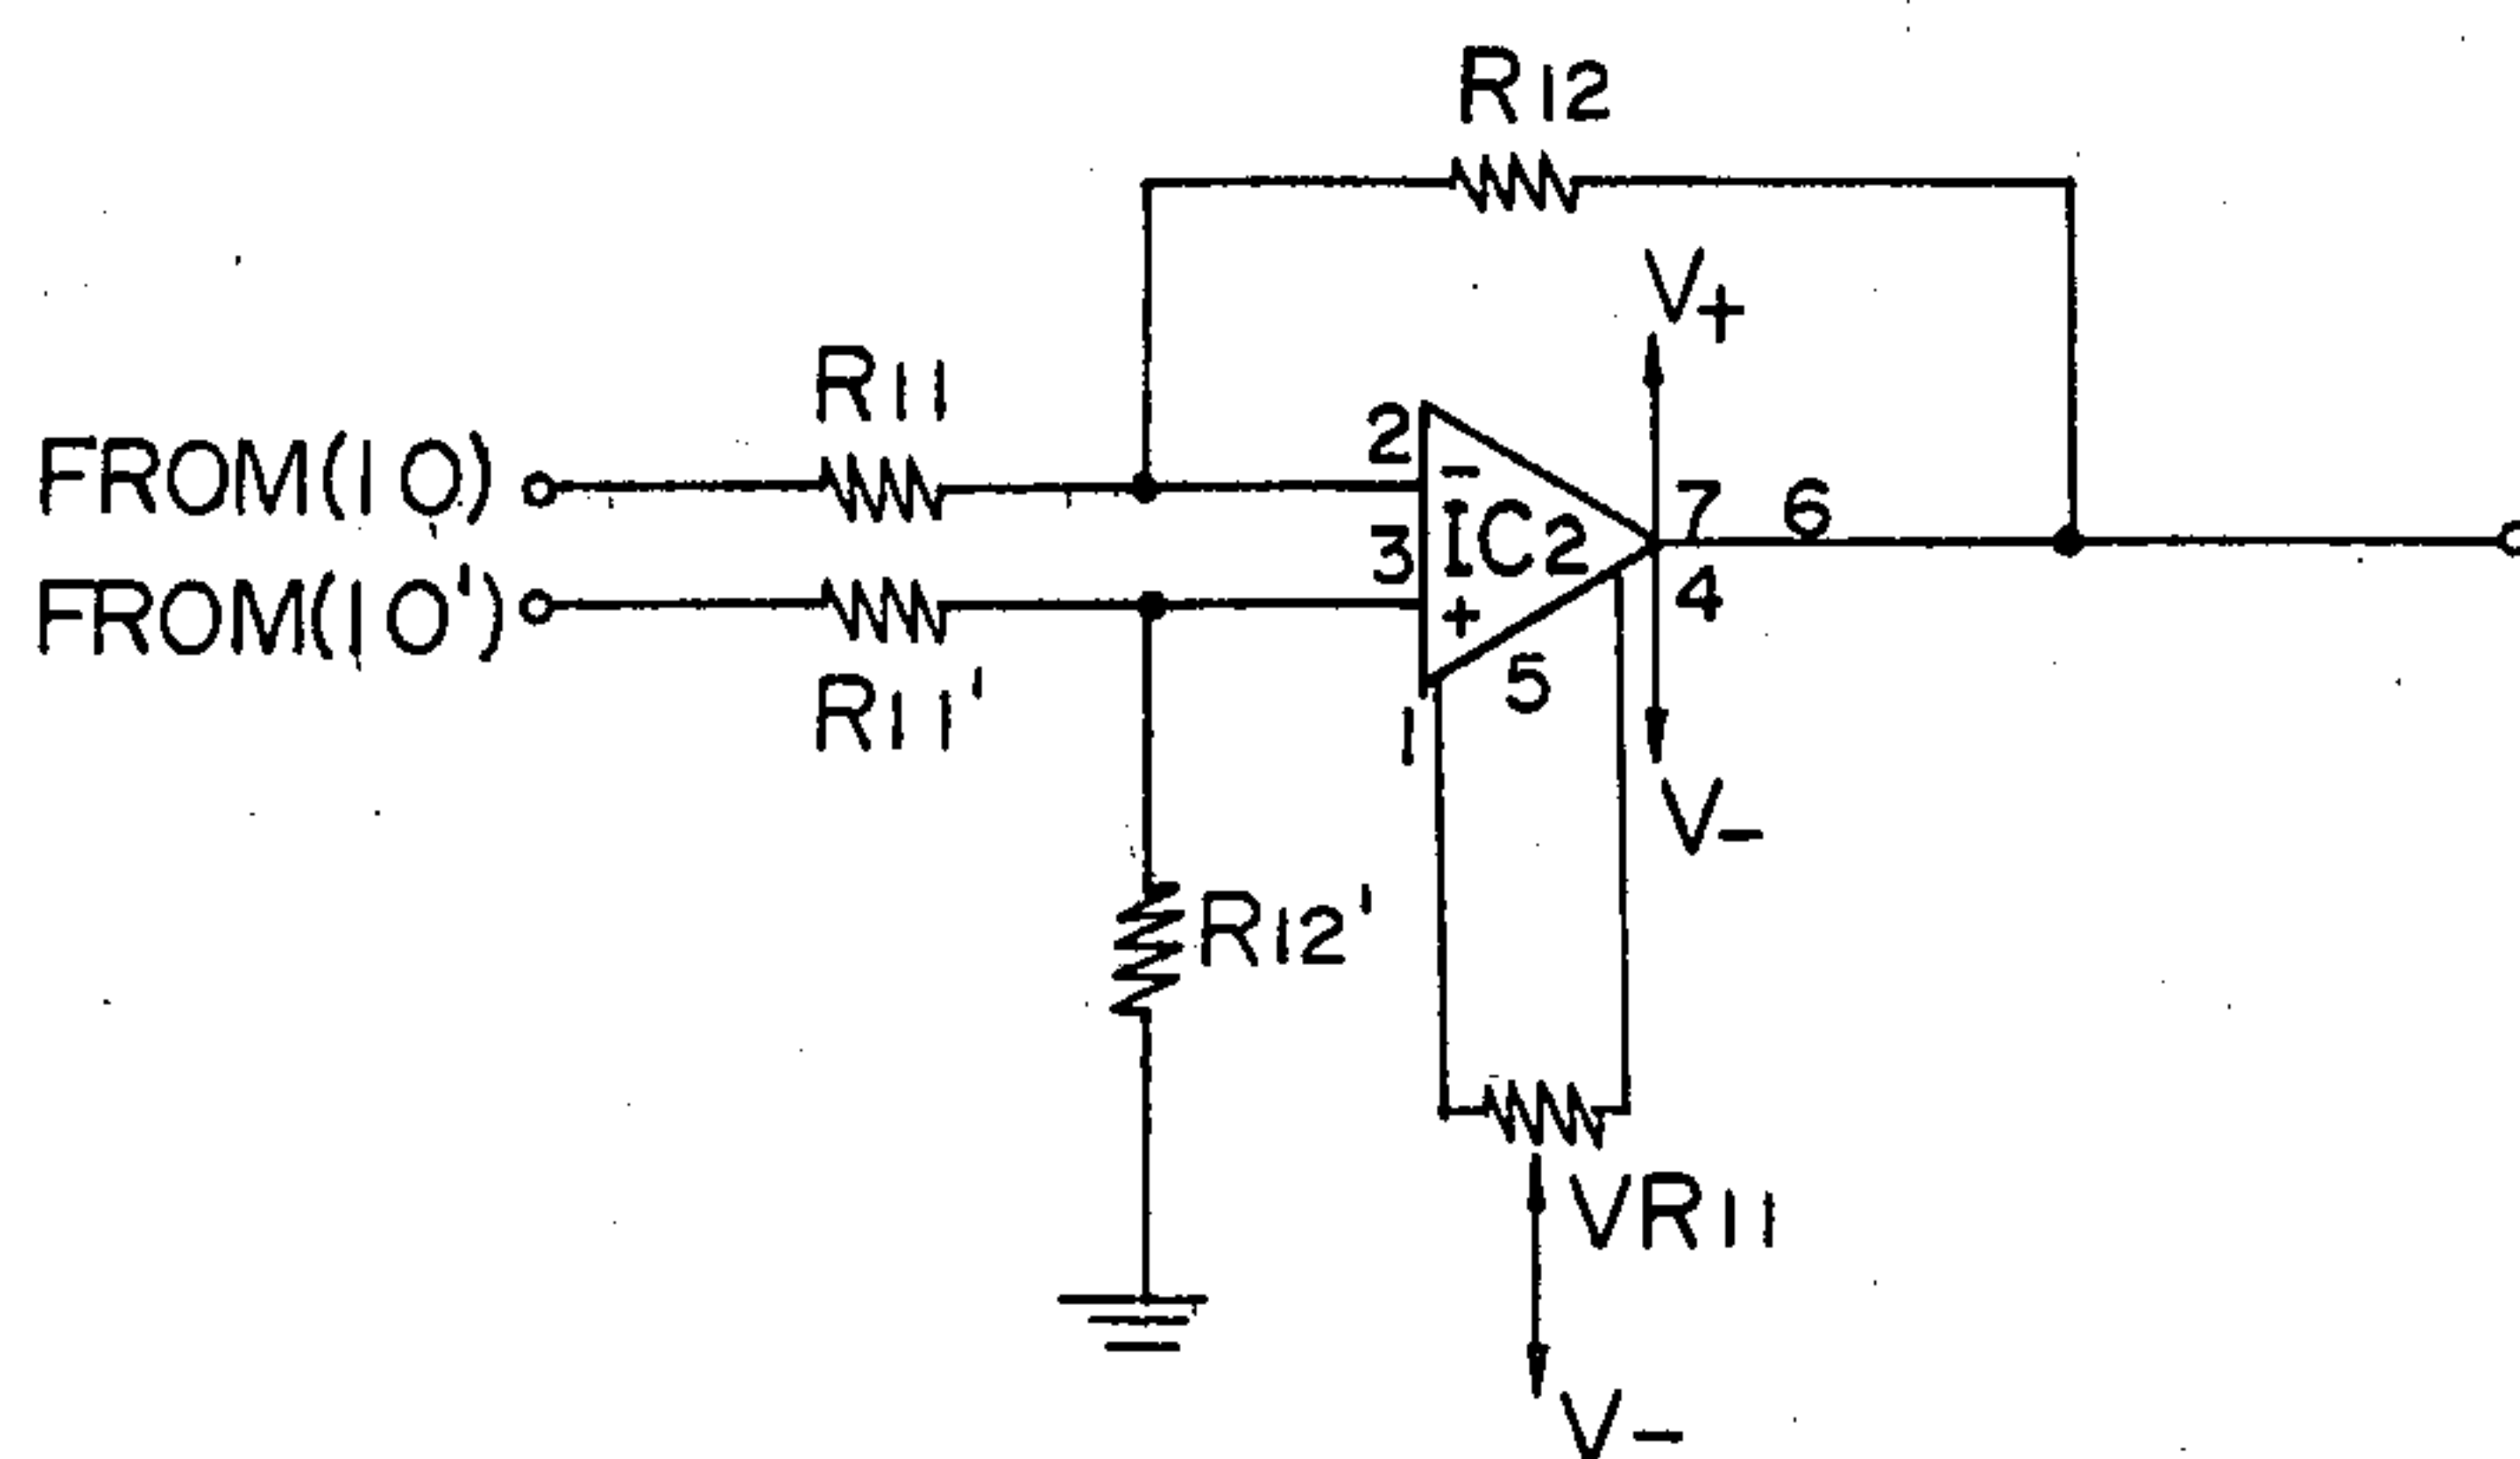 R12
V+
R11
FROM(10)
2
-
7
6
IC2
3
FROM(10')
+
4
5
R11'
1
V-
R12'
VR11
V-